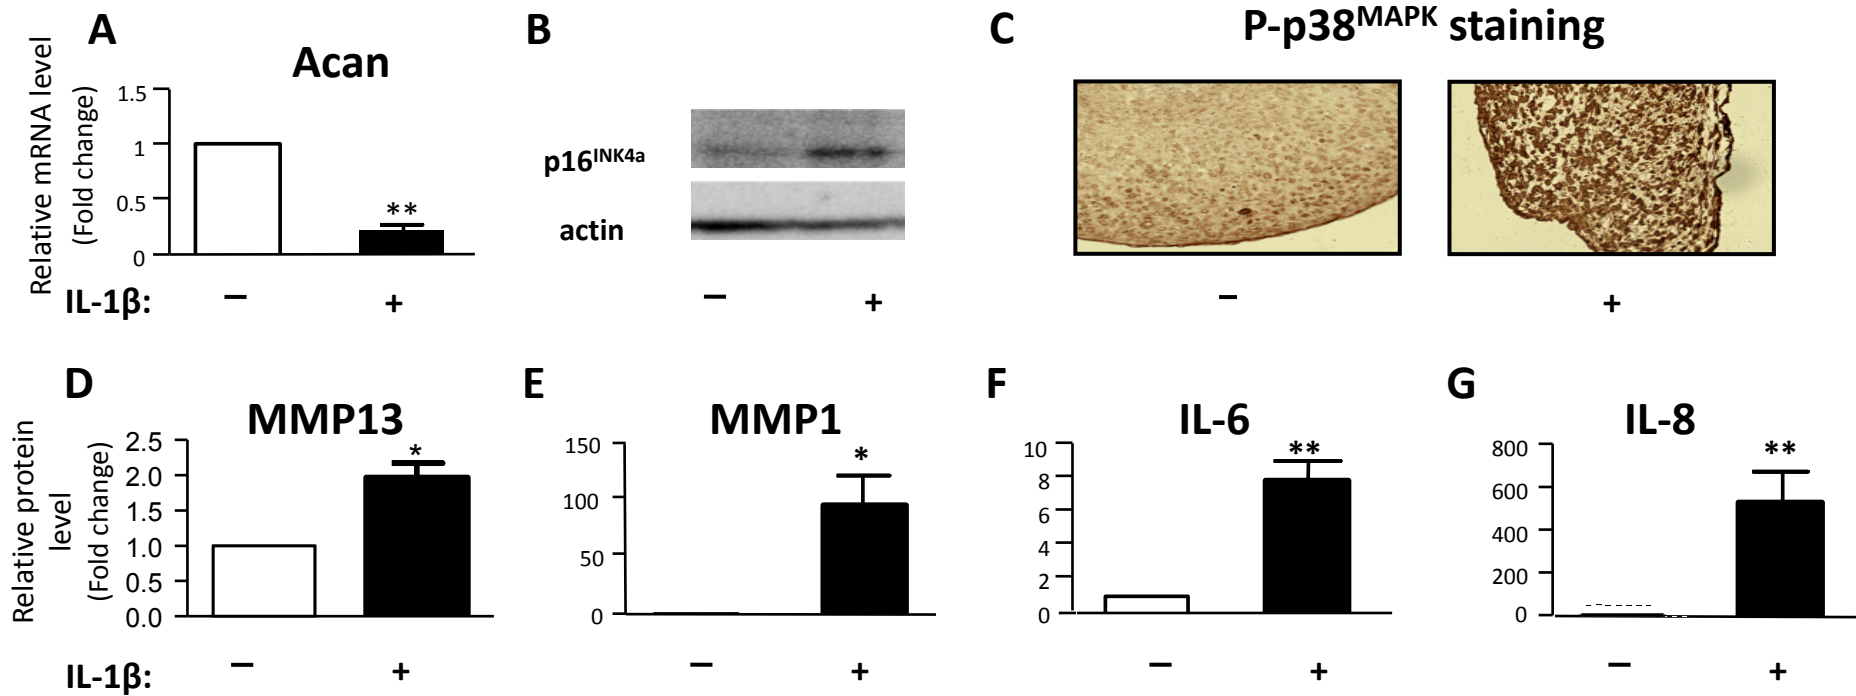 A
Acan
Relative mRNA level
(Fold change)
1.5
1
0.5
0
**
IL-1β:
–
+
B
p16INK4a
actin
–
+
C
P-p38MAPK staining
–
+
D
MMP13
Relative protein
level
(Fold change)
2.5
2.0
1.5
1.0
0.5
0.0
*
IL-1β:
–
+
E
MMP1
150
100
50
0
*
–
+
F
IL-6
10
8
6
4
2
0
**
–
+
G
IL-8
800
600
400
200
0
**
–
+